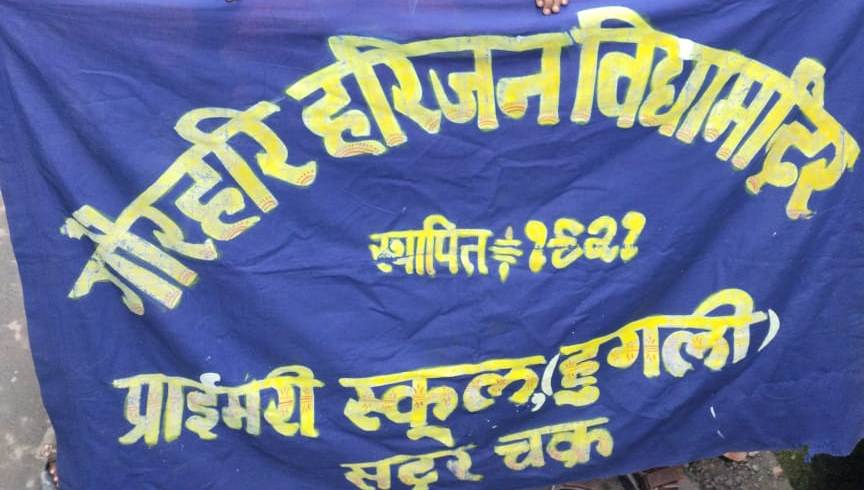 गौरहरि हरिजन विद्यामंदिर
स्थापित ÷ 1921
प्राईमरी स्कूल, (हुगली)
सदर चक्र